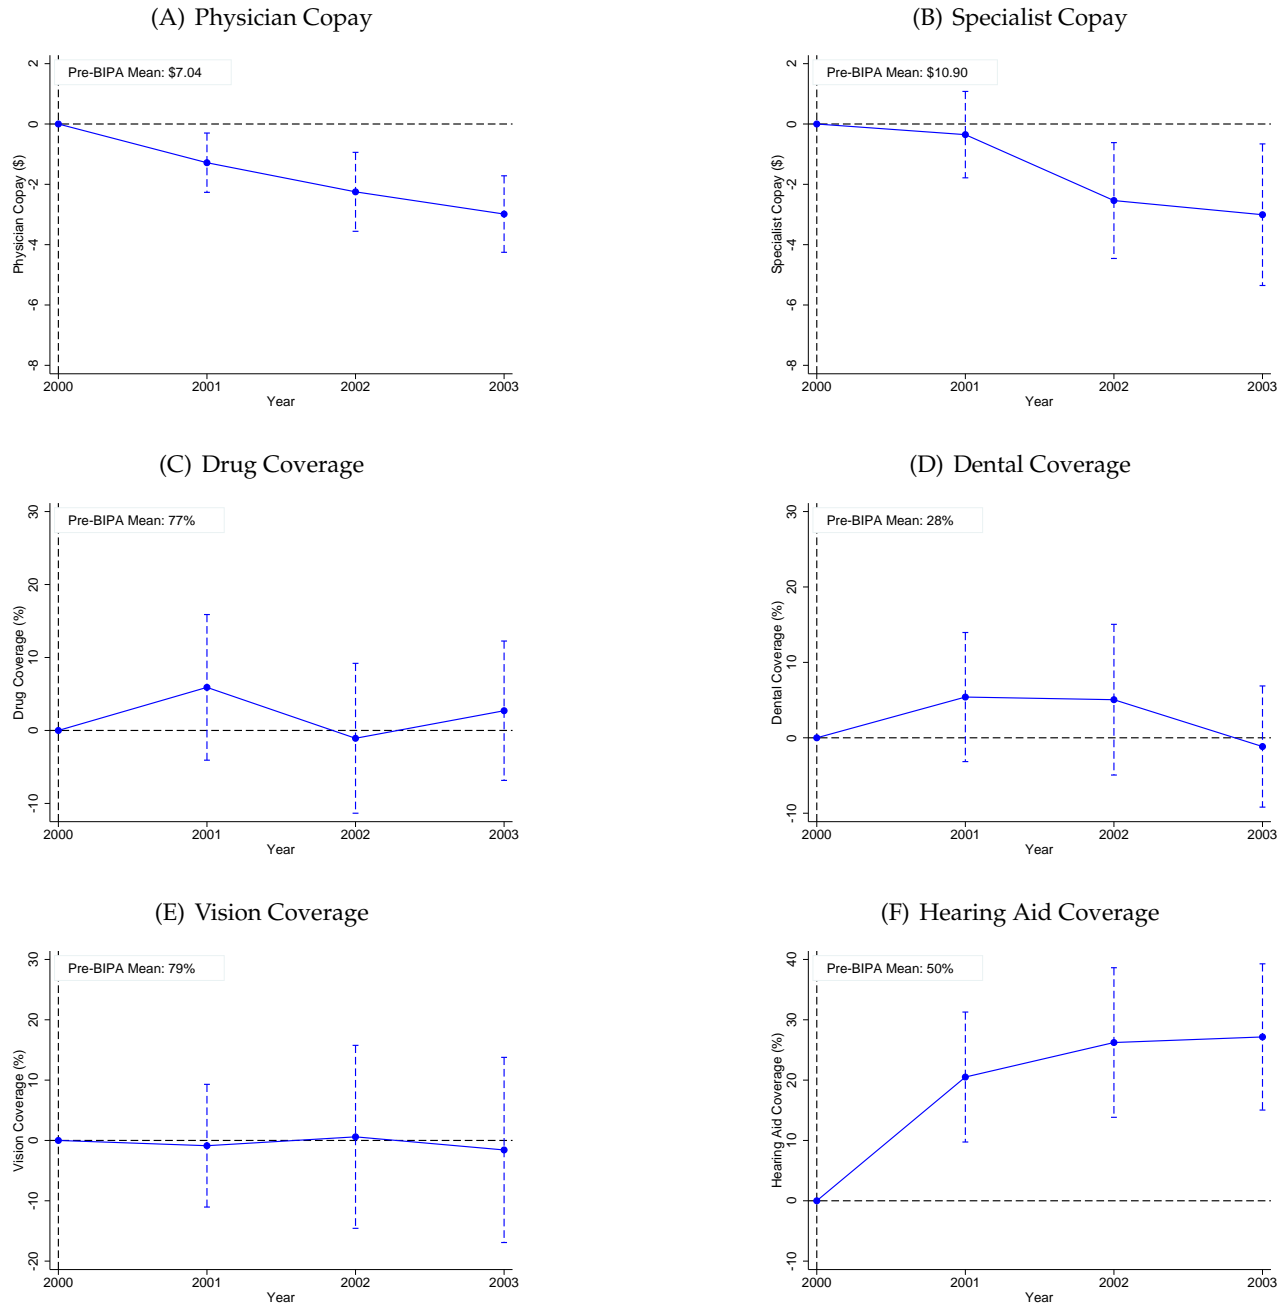 (A) Physician Copay
Pre-BIPA Mean: $7.04
Physician Copay ($)
2
0
-2
-4
-6
-8
2000 2001 2002 2003
Year
(B) Specialist Copay
Pre-BIPA Mean: $10.90
Specialist Copay ($)
2
0
-2
-4
-6
-8
2000 2001 2002 2003
Year
(C) Drug Coverage
Pre-BIPA Mean: 77%
Drug Coverage (%)
30
20
10
0
-10
2000 2001 2002 2003
Year
(D) Dental Coverage
Pre-BIPA Mean: 28%
Dental Coverage (%)
30
20
10
0
-10
2000 2001 2002 2003
Year
(E) Vision Coverage
Pre-BIPA Mean: 79%
Vision Coverage (%)
30
20
10
0
-10
-20
2000 2001 2002 2003
Year
(F) Hearing Aid Coverage
Pre-BIPA Mean: 50%
Hearing Aid Coverage (%)
40
30
20
10
0
-10
2000 2001 2002 2003
Year